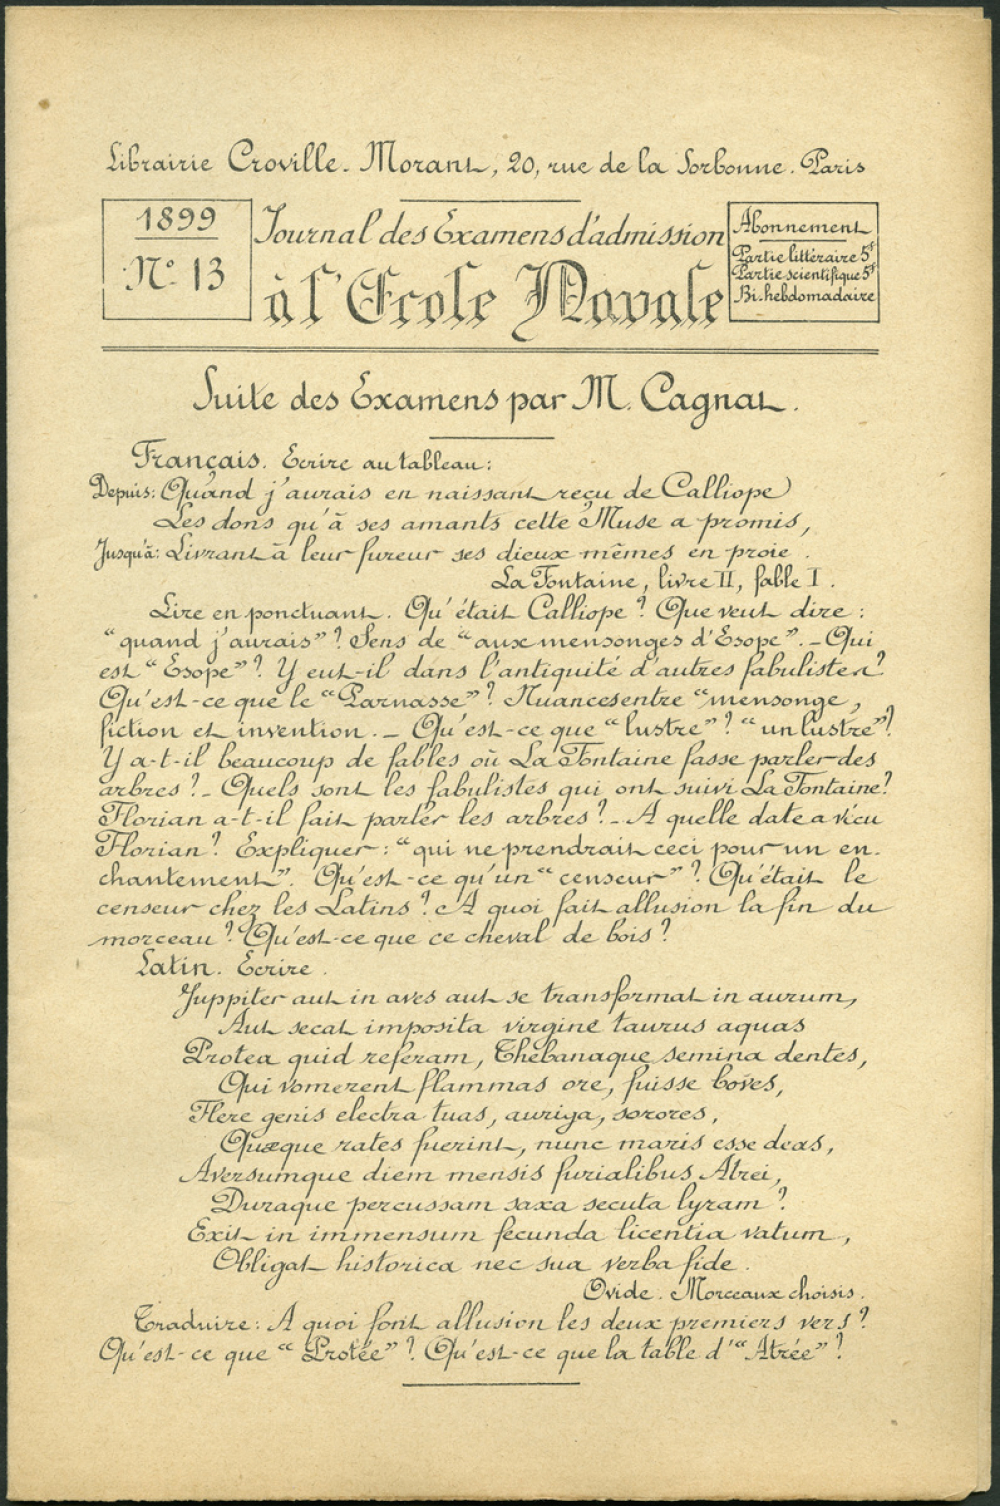 Librairie Croville-Morant, 20, rue de la Sorbonne. Paris
1899
N° 13
Journal des Examens d'admission
à l'Ecole Navale
Abonnement
Partie littéraire 5f
Partie scientifique 5f
Bi-hebdomadaire
Suite des Examens par M. Cagnat.
Français. Ecrire au tableau:
Depuis: Quand j'aurais en naissant reçu de Calliope
Les dons qu'à ses amants cette Muse a promis,
Jusqu'à: Livrant à leur fureur ses dieux mêmes en proie.
La Fontaine, livre II, fable I.
Lire en ponctuant. Qu'était Calliope? Que veut dire:
"quand j'aurais"? Sens de "aux mensonges d'Esope". - Qui
est "Esope"? Y eut-il dans l'antiquité d'autres fabulistes?
Qu'est-ce que le "Parnasse"? Nuances entre "mensonge,
fiction et invention. - Qu'est-ce que "lustre"? "un lustre"?
Y a-t-il beaucoup de fables où La Fontaine fasse parler des
arbres? - Quels sont les fabulistes qui ont suivi La Fontaine?
Florian a-t-il fait parler les arbres? - A quelle date a vécu
Florian? Expliquer: "qui ne prendrait ceci pour un en-
chantement". Qu'est-ce qu'un "censeur"? Qu'était le
censeur chez les Latins? A quoi fait allusion la fin du
morceau? Qu'est-ce que ce cheval de bois?
Latin. Ecrire.
Juppiter aut in aves aut se transformat in aurum,
Aut secat imposita virgine taurus aquas
Protea quid referam, Thebanaque semina dentes,
Qui vomerent flammas ore, fuisse boves,
Flere genis electra tuas, auriga, sorores,
Quæque rates fuerint, nunc maris esse deas,
Aversumque diem mensis furialibus Atrei,
Duraque percussam saxa secuta lyram?
Exit in immensum fecunda licentia vatum,
Obligat historica nec sua verba fide.
Ovide. Morceaux choisis.
Traduire: A quoi font allusion les deux premiers vers?
Qu'est-ce que "Protée"? Qu'est-ce que la table d'"Atrée"?